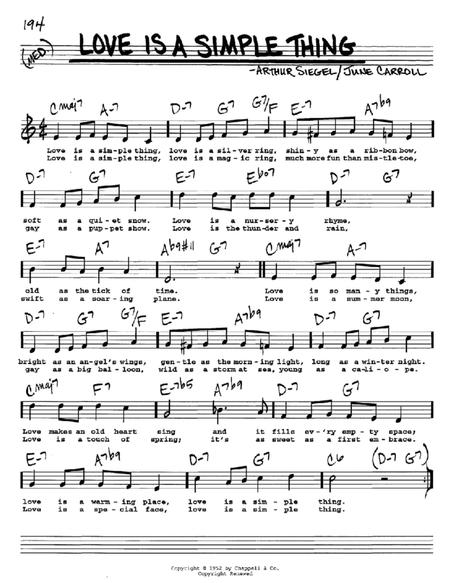 194
(MED.)
LOVE IS A SIMPLE THING
-ARTHUR SIEGEL/JUNE CARROLL
Cmaj7 A-7 D-7 G7 G7/F E-7 A7b9
Love is a sim-ple thing, love is a sil-ver ring, shin-y as a rib-bon bow,
Love is a sim-ple thing, love is a mag-ic ring, much more fun than mis-tle-toe,
D-7 G7 E-7 Ebo7 D-7 G7
soft as a qui-et snow. Love is a nur-ser-y rhyme,
gay as a pup-pet show. Love is the thun-der and rain,
E-7 A7 Ab9#11 G7 Cmaj7 A-7
old as the tick of time. Love is so man-y things,
swift as a soar-ing plane. Love is a sum-mer moon,
D-7 G7 G7/F E-7 A7b9 D-7 G7
bright as an an-gel's wings, gen-tle as the morn-ing light, long as a win-ter night.
gay as a big bal-loon, wild as a storm at sea, young as a ca-li-o-pe.
Cmaj7 F7 E-7b5 A7b9 D-7 G7
Love makes an old heart sing and it fills ev-'ry emp-ty space;
Love is a touch of spring; it's as sweet as a first em-brace.
E-7 A7b9 D-7 G7 C6 (D-7 G7)
love is a warm-ing place, love is a sim-ple thing.
love is a spe-cial face, love is a sim-ple thing.
Copyright © 1952 by Chappell & Co.
Copyright Renewed